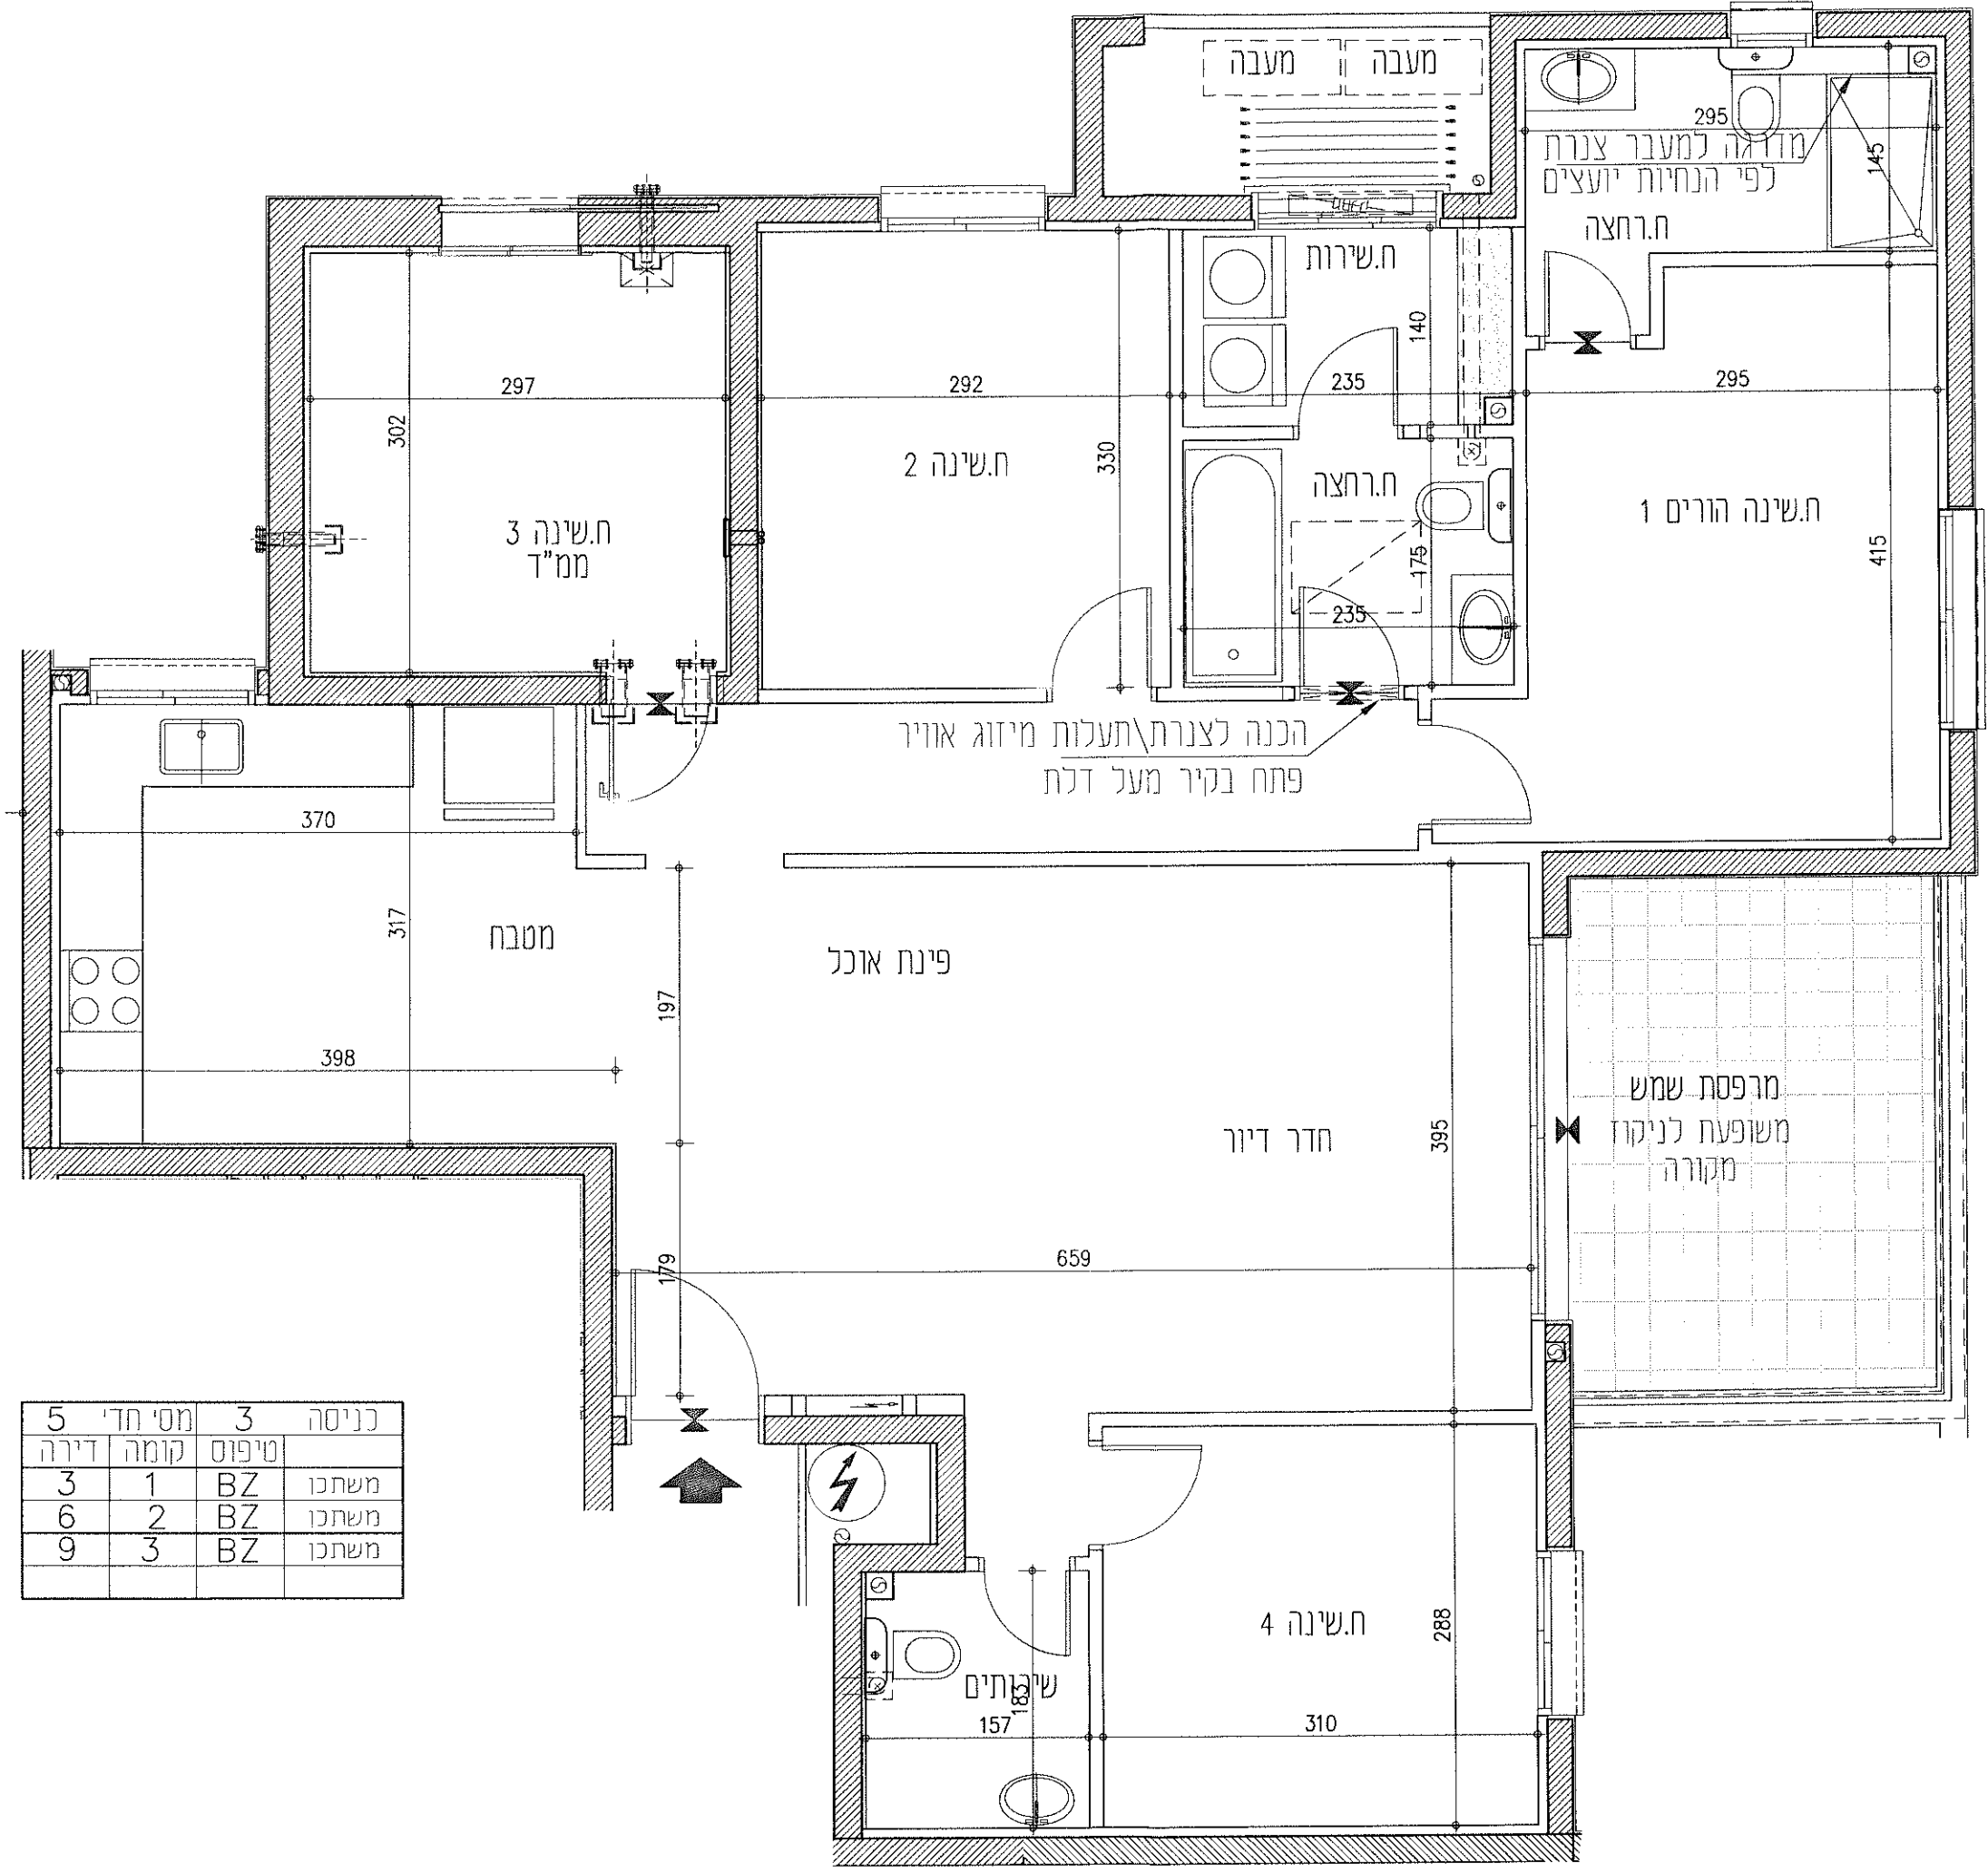 מעבה
מעבה
295
145
מדרגה למעבר צנרת
לפי הנחיות יועצים
ח.רחצה
ח.שירות
140
297
302
292
330
235
295
ח.שינה 2
ח.רחצה
ח.שינה הורים 1
415
ח.שינה 3
ממ"ד
175
235
הכנה לצנרת\תעלות מיזוג אוויר
פתח בקיר מעל דלת
370
317
מטבח
פינת אוכל
197
398
395
חדר דיור
מרפסת שמש
משופעת לניקוז
מקורה
659
179
כניסה 3 מס' חד' 5
טיפוס קומה דירה
משתכן BZ 1 3
משתכן BZ 2 6
משתכן BZ 3 9
ח.שינה 4
288
שירותים
183
157
310